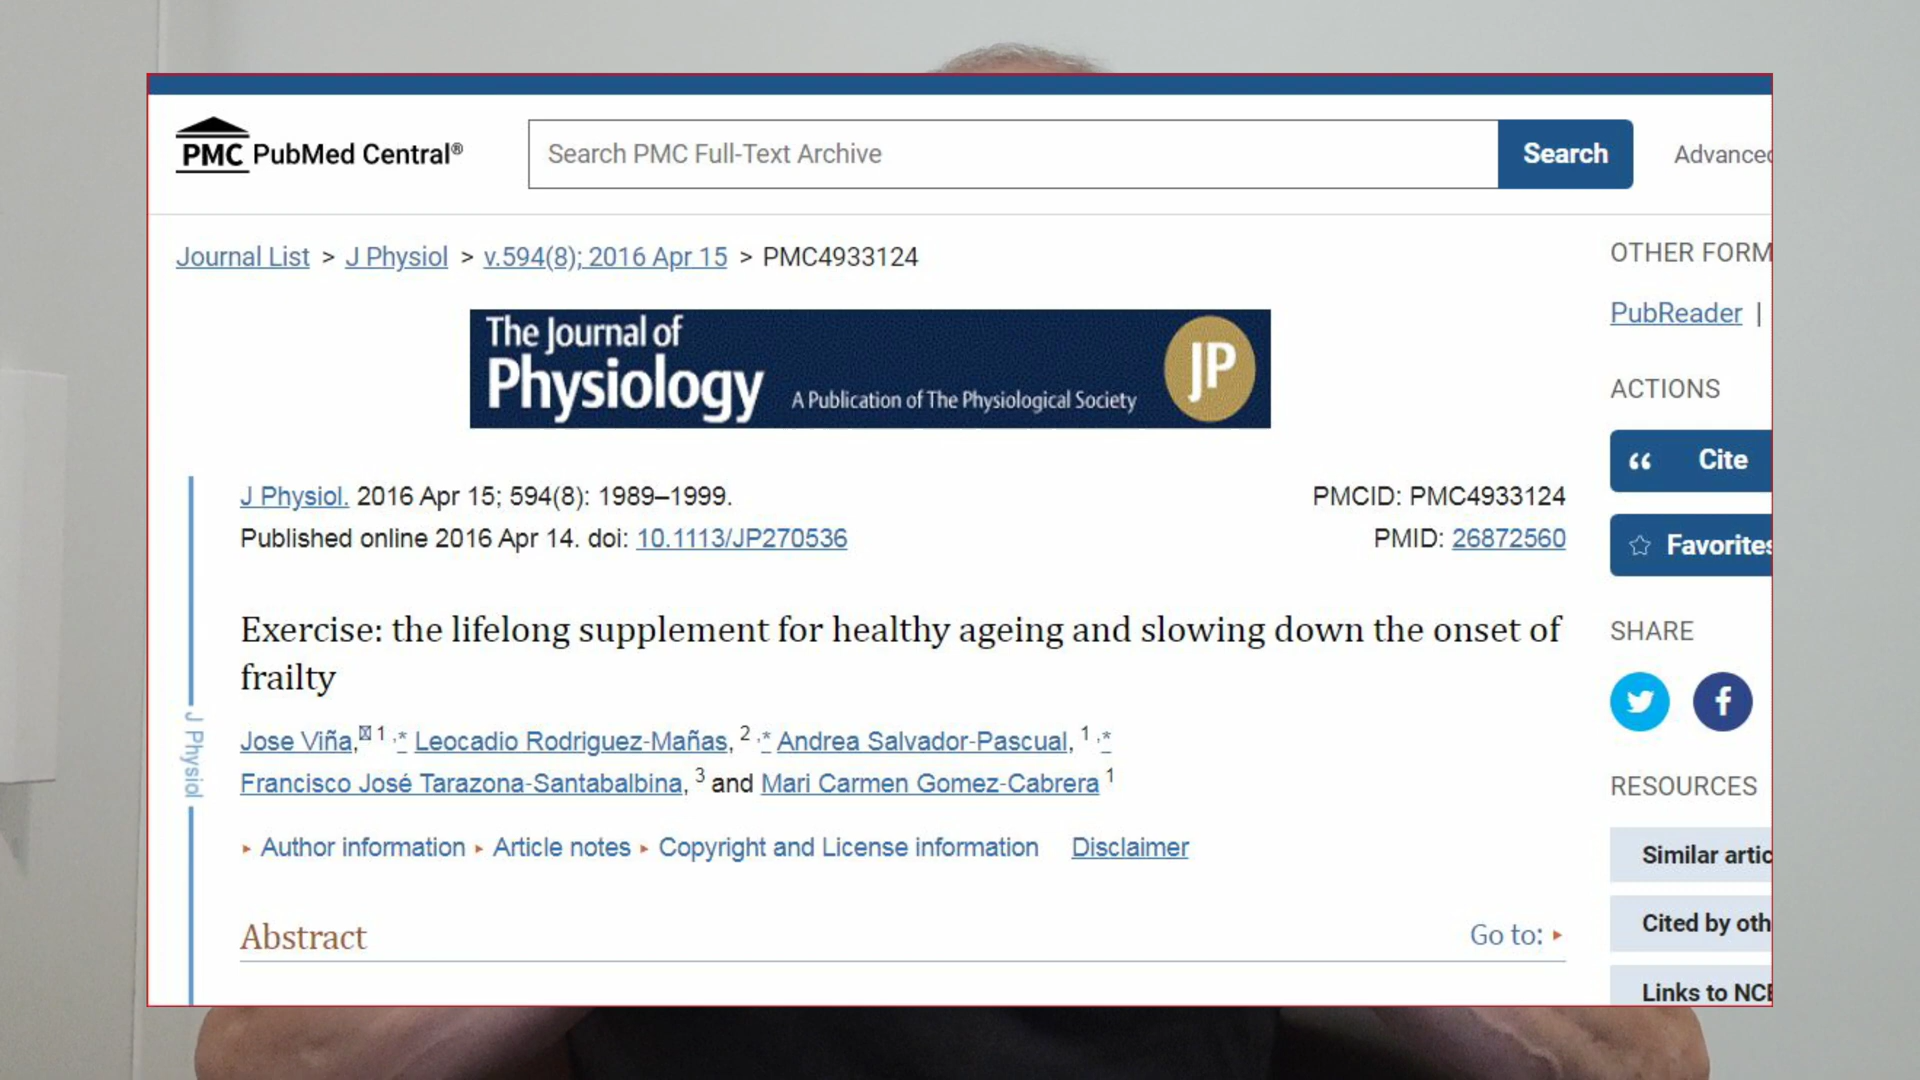 PMC PubMed Central®
Search PMC Full-Text Archive
Search
Advanced
Journal List > J Physiol > v.594(8); 2016 Apr 15 > PMC4933124
The Journal of
Physiology
A Publication of The Physiological Society
JP
J Physiol. 2016 Apr 15; 594(8): 1989–1999.
Published online 2016 Apr 14. doi: 10.1113/JP270536
PMCID: PMC4933124
PMID: 26872560
Exercise: the lifelong supplement for healthy ageing and slowing down the onset of
frailty
Jose Viña, 1 ,* Leocadio Rodriguez-Mañas, 2 ,* Andrea Salvador-Pascual, 1 ,*
Francisco José Tarazona-Santabalbina, 3 and Mari Carmen Gomez-Cabrera 1
Author information Article notes Copyright and License information Disclaimer
Abstract
Go to:
J Physiol
OTHER FORM
PubReader |
ACTIONS
Cite
Favorites
SHARE
RESOURCES
Similar artic
Cited by oth
Links to NCB